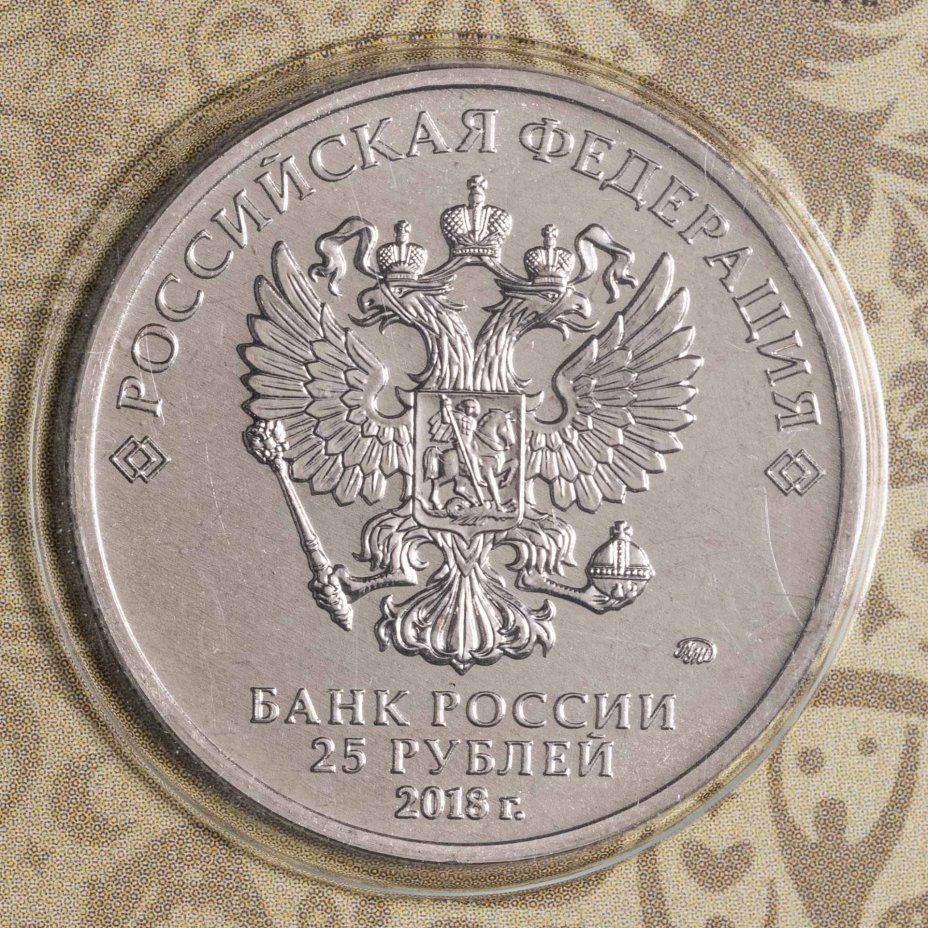 РОССИЙСКАЯ ФЕДЕРАЦИЯ
БАНК РОССИИ
25 РУБЛЕЙ
2018 г.